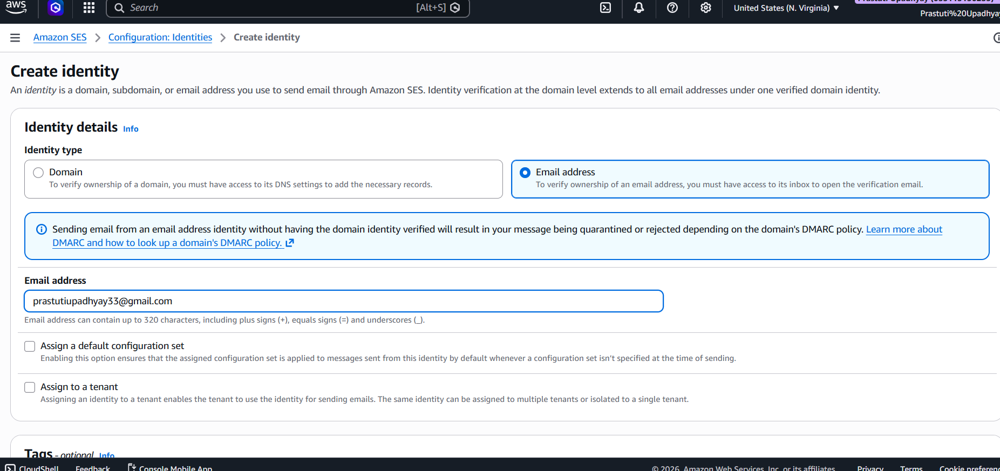 aws
Search [Alt+S]
United States (N. Virginia)
Prastuti%20Upadhyay
Amazon SES > Configuration: Identities > Create identity
Create identity
An identity is a domain, subdomain, or email address you use to send email through Amazon SES. Identity verification at the domain level extends to all email addresses under one verified domain identity.
Identity details Info
Identity type
Domain
To verify ownership of a domain, you must have access to its DNS settings to add the necessary records.
Email address
To verify ownership of an email address, you must have access to its inbox to open the verification email.
Sending email from an email address identity without having the domain identity verified will result in your message being quarantined or rejected depending on the domain's DMARC policy. Learn more about
DMARC and how to look up a domain's DMARC policy.
Email address
prastutiupadhyay33@gmail.com
Email address can contain up to 320 characters, including plus signs (+), equals signs (=) and underscores (_).
Assign a default configuration set
Enabling this option ensures that the assigned configuration set is applied to messages sent from this identity by default whenever a configuration set isn’t specified at the time of sending.
Assign to a tenant
Assigning an identity to a tenant enables the tenant to use the identity for sending emails. The same identity can be assigned to multiple tenants or isolated to a single tenant.
Tags - optional Info
CloudShell Feedback Console Mobile App © 2026, Amazon Web Services, Inc. or its affiliates. Privacy Terms Cookie preferen